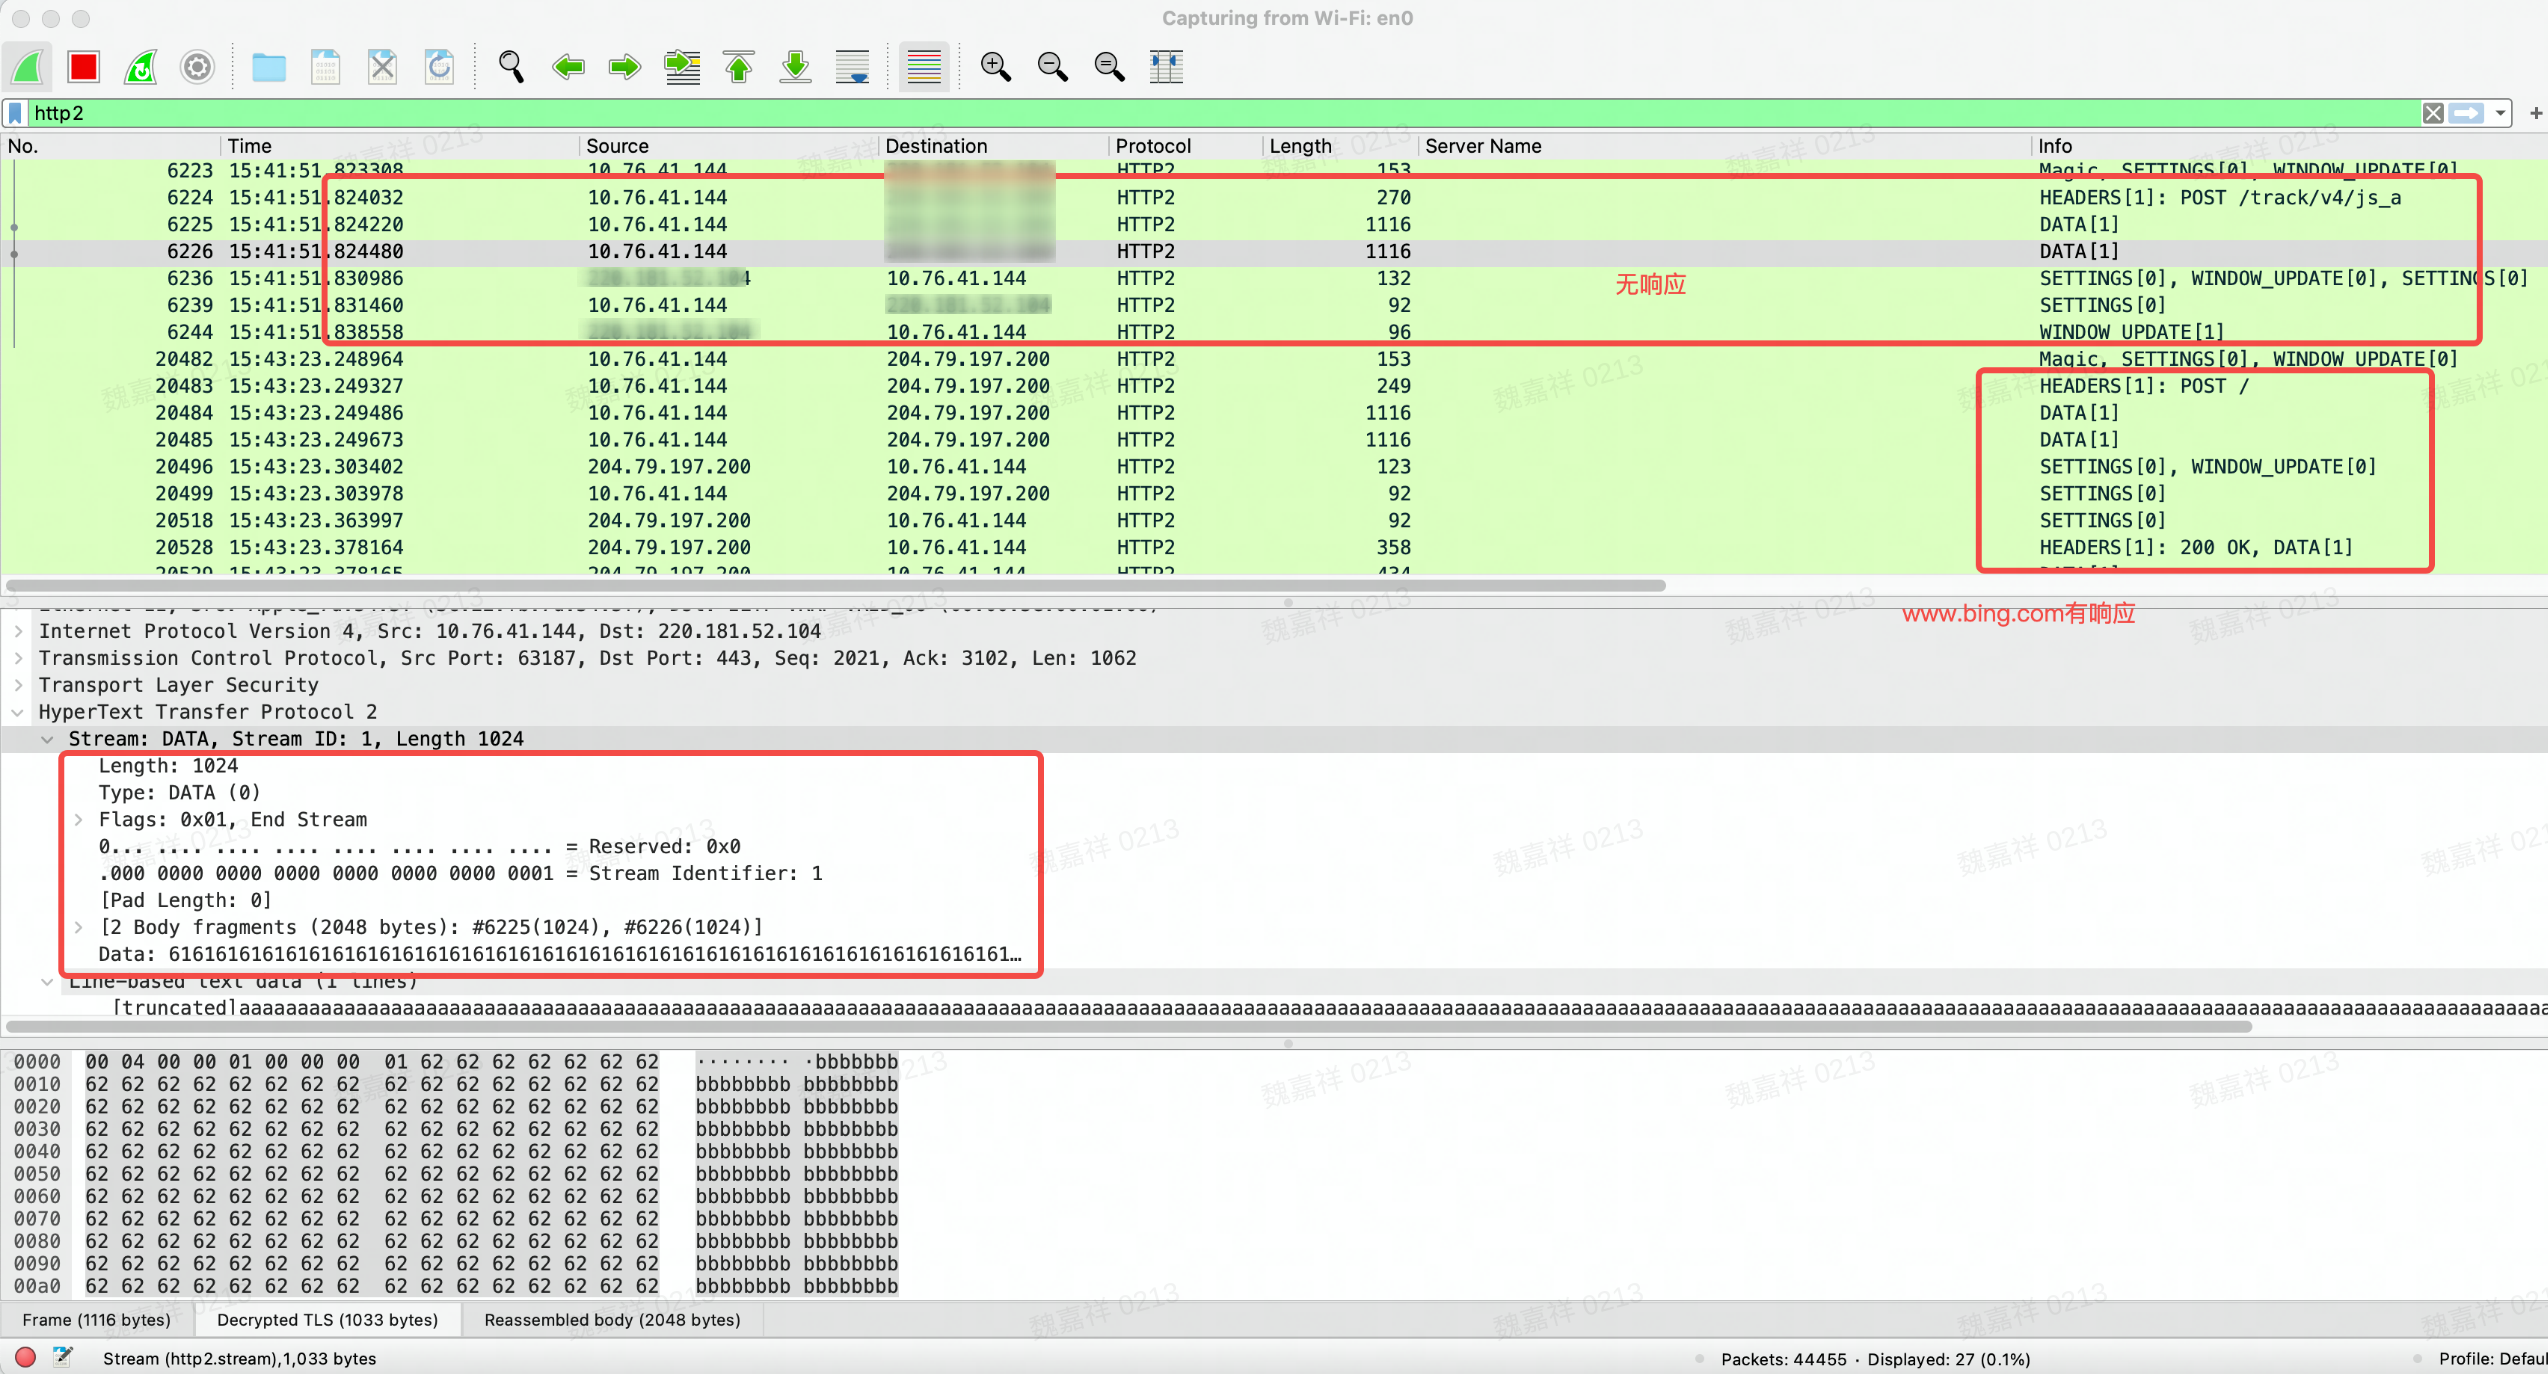 Capturing from Wi-Fi: en0
http2
No. Time Source Destination Protocol Length Server Name Info
6223 15:41:51.823308 10.76.41.144 HTTP2 153 Magic, SETTINGS[0], WINDOW_UPDATE[0]
6224 15:41:51.824032 10.76.41.144 HTTP2 270 HEADERS[1]: POST /track/v4/js_a
6225 15:41:51.824220 10.76.41.144 HTTP2 1116 DATA[1]
6226 15:41:51.824480 10.76.41.144 HTTP2 1116 DATA[1]
6236 15:41:51.830986 220.181.52.104 10.76.41.144 HTTP2 132 SETTINGS[0], WINDOW_UPDATE[0], SETTINGS[0]
无响应
6239 15:41:51.831460 10.76.41.144 220.181.52.104 HTTP2 92 SETTINGS[0]
6244 15:41:51.838558 220.181.52.104 10.76.41.144 HTTP2 96 WINDOW_UPDATE[1]
20482 15:43:23.248964 10.76.41.144 204.79.197.200 HTTP2 153 Magic, SETTINGS[0], WINDOW_UPDATE[0]
20483 15:43:23.249327 10.76.41.144 204.79.197.200 HTTP2 249 HEADERS[1]: POST /
20484 15:43:23.249486 10.76.41.144 204.79.197.200 HTTP2 1116 DATA[1]
20485 15:43:23.249673 10.76.41.144 204.79.197.200 HTTP2 1116 DATA[1]
20496 15:43:23.303402 204.79.197.200 10.76.41.144 HTTP2 123 SETTINGS[0], WINDOW_UPDATE[0]
20499 15:43:23.303978 10.76.41.144 204.79.197.200 HTTP2 92 SETTINGS[0]
20518 15:43:23.363997 204.79.197.200 10.76.41.144 HTTP2 92 SETTINGS[0]
20528 15:43:23.378164 204.79.197.200 10.76.41.144 HTTP2 358 HEADERS[1]: 200 OK, DATA[1]
20529 15:43:23.378165 204.79.197.200 10.76.41.144 HTTP2 434 DATA[1]
www.bing.com有响应
Internet Protocol Version 4, Src: 10.76.41.144, Dst: 220.181.52.104
Transmission Control Protocol, Src Port: 63187, Dst Port: 443, Seq: 2021, Ack: 3102, Len: 1062
Transport Layer Security
HyperText Transfer Protocol 2
Stream: DATA, Stream ID: 1, Length 1024
Length: 1024
Type: DATA (0)
Flags: 0x01, End Stream
0... .... .... .... .... .... .... .... = Reserved: 0x0
.000 0000 0000 0000 0000 0000 0000 0001 = Stream Identifier: 1
[Pad Length: 0]
[2 Body fragments (2048 bytes): #6225(1024), #6226(1024)]
Data: 6161616161616161616161616161616161616161616161616161616161616161616161616…
Line-based text data (1 lines)
0000 00 04 00 00 01 00 00 00 01 62 62 62 62 62 62 62 ········ ·bbbbbbb
0010 62 62 62 62 62 62 62 62 62 62 62 62 62 62 62 62 bbbbbbbb bbbbbbbb
0020 62 62 62 62 62 62 62 62 62 62 62 62 62 62 62 62 bbbbbbbb bbbbbbbb
0030 62 62 62 62 62 62 62 62 62 62 62 62 62 62 62 62 bbbbbbbb bbbbbbbb
0040 62 62 62 62 62 62 62 62 62 62 62 62 62 62 62 62 bbbbbbbb bbbbbbbb
0050 62 62 62 62 62 62 62 62 62 62 62 62 62 62 62 62 bbbbbbbb bbbbbbbb
0060 62 62 62 62 62 62 62 62 62 62 62 62 62 62 62 62 bbbbbbbb bbbbbbbb
0070 62 62 62 62 62 62 62 62 62 62 62 62 62 62 62 62 bbbbbbbb bbbbbbbb
0080 62 62 62 62 62 62 62 62 62 62 62 62 62 62 62 62 bbbbbbbb bbbbbbbb
0090 62 62 62 62 62 62 62 62 62 62 62 62 62 62 62 62 bbbbbbbb bbbbbbbb
00a0 62 62 62 62 62 62 62 62 62 62 62 62 62 62 62 62 bbbbbbbb bbbbbbbb
Frame (1116 bytes) Decrypted TLS (1033 bytes) Reassembled body (2048 bytes)
Stream (http2.stream),1,033 bytes Packets: 44455 · Displayed: 27 (0.1%) Profile: Defaul
魏嘉祥 0213